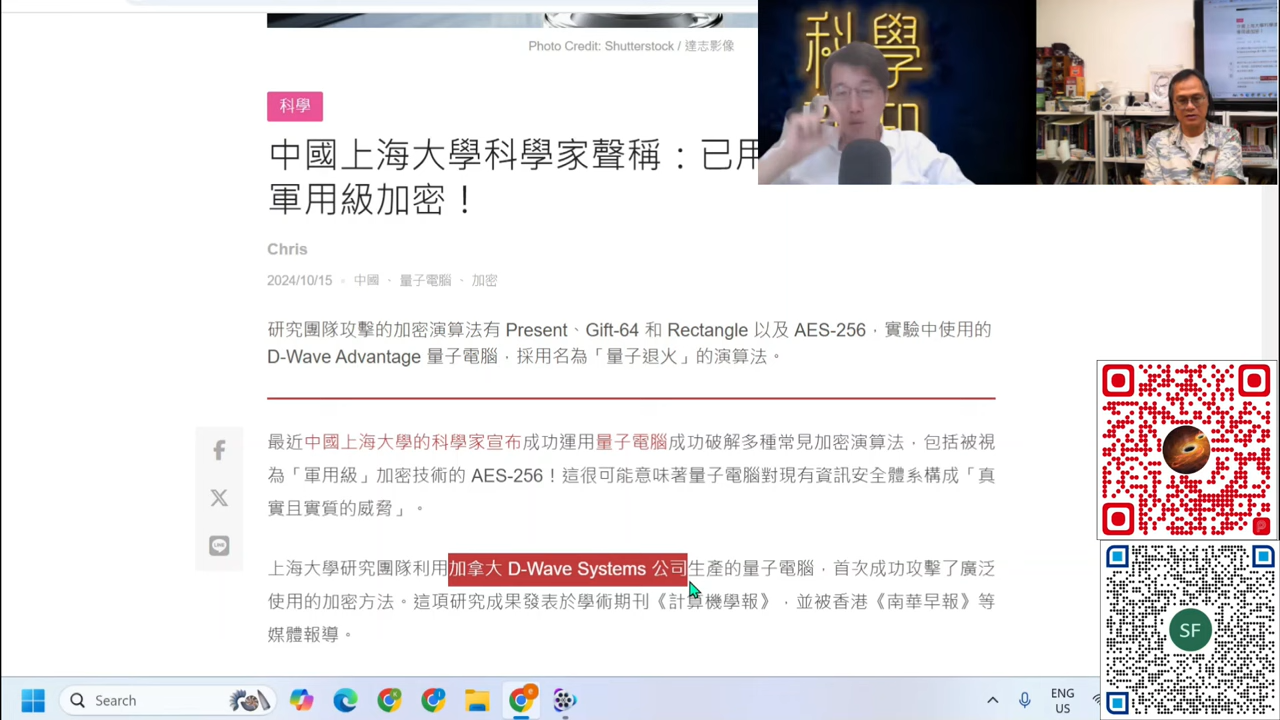 Photo Credit: Shutterstock / 達志影像
科學
科學
中國上海大學科學家聲稱：已用
軍用級加密！
Chris
2024/10/15 中國 、 量子電腦 、 加密
研究團隊攻擊的加密演算法有 Present、Gift-64 和 Rectangle 以及 AES-256，實驗中使用的
D-Wave Advantage 量子電腦，採用名為「量子退火」的演算法。
最近中國上海大學的科學家宣布成功運用量子電腦成功破解多種常見加密演算法，包括被視
為「軍用級」加密技術的 AES-256！這很可能意味著量子電腦對現有資訊安全體系構成「真
實且實質的威脅」。
上海大學研究團隊利用加拿大 D-Wave Systems 公司生產的量子電腦，首次成功攻擊了廣泛
使用的加密方法。這項研究成果發表於學術期刊《計算機學報》，並被香港《南華早報》等
媒體報導。
SF
Search
ENG
US